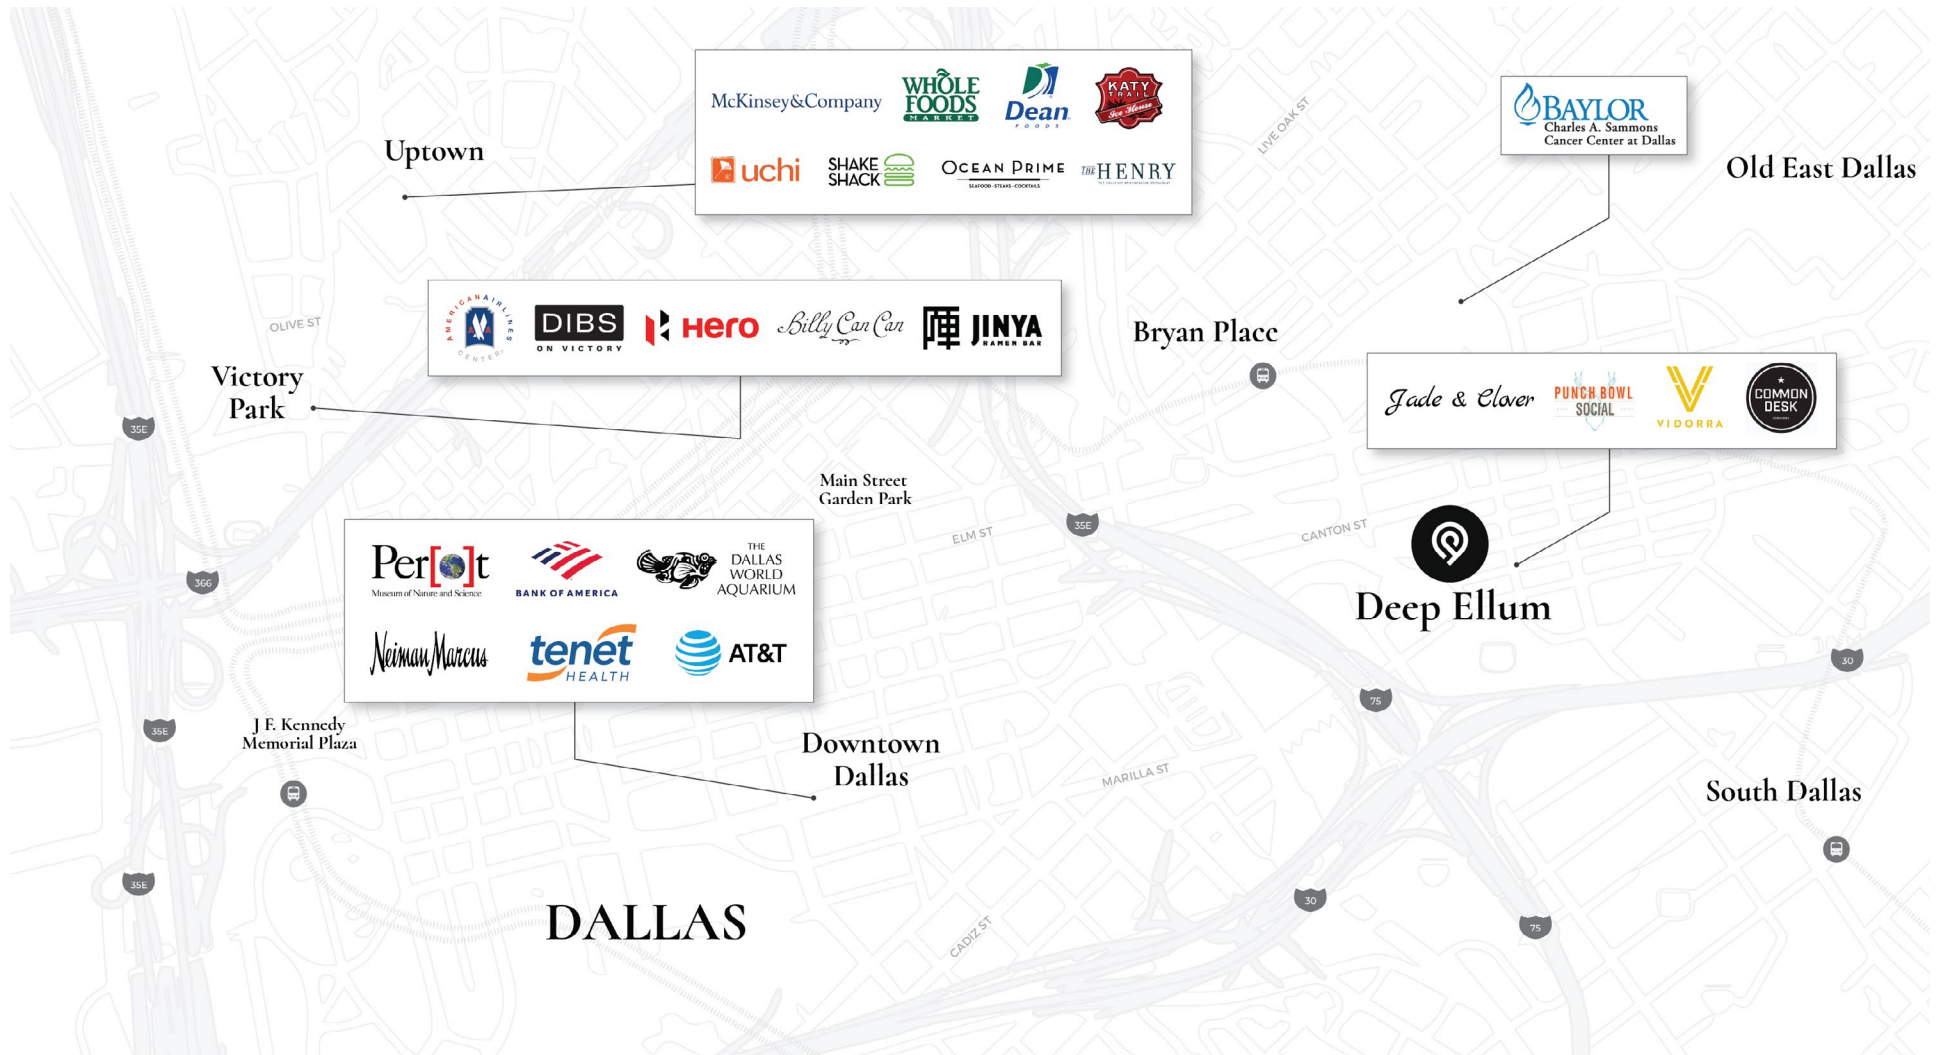 McKinsey&Company
WHOLE
FOODS
MARKET
Dean
FOODS
KATY
TRAIL
Ice House
uchi
SHAKE
SHACK
OCEAN PRIME
SEAFOOD · STEAKS · COCKTAILS
THE HENRY
Uptown
LIVE OAK ST
BAYLOR
Charles A. Sammons
Cancer Center at Dallas
Old East Dallas
AMERICAN AIRLINES
CENTER
AA
DIBS
ON VICTORY
Hero
Billy Can Can
陣 JINYA
RAMEN BAR
OLIVE ST
Bryan Place
Victory
Park
Jade & Clover
PUNCH BOWL
SOCIAL
VIDORRA
COMMON
DESK
35E
Main Street
Garden Park
ELM ST
35E
CANTON ST
Deep Ellum
Perot
Museum of Nature and Science
BANK OF AMERICA
THE
DALLAS
WORLD
AQUARIUM
Neiman Marcus
tenet
HEALTH
AT&T
366
30
75
35E
J F. Kennedy
Memorial Plaza
Downtown
Dallas
MARILLA ST
South Dallas
35E
30
75
DALLAS
CADIZ ST